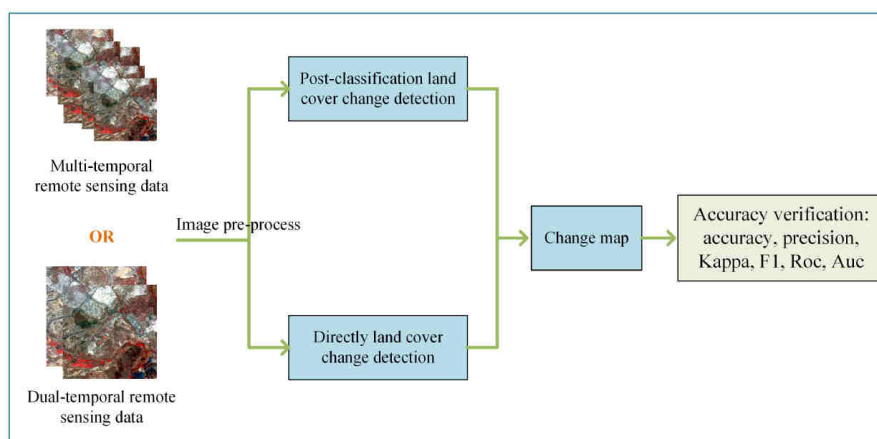 Multi-temporal
remote sensing data
OR
Dual-temporal remote
sensing data
Image pre-process
Post-classification land
cover change detection
Directly land cover
change detection
Change map
Accuracy verification:
accuracy, precision,
Kappa, F1, Roc, Auc